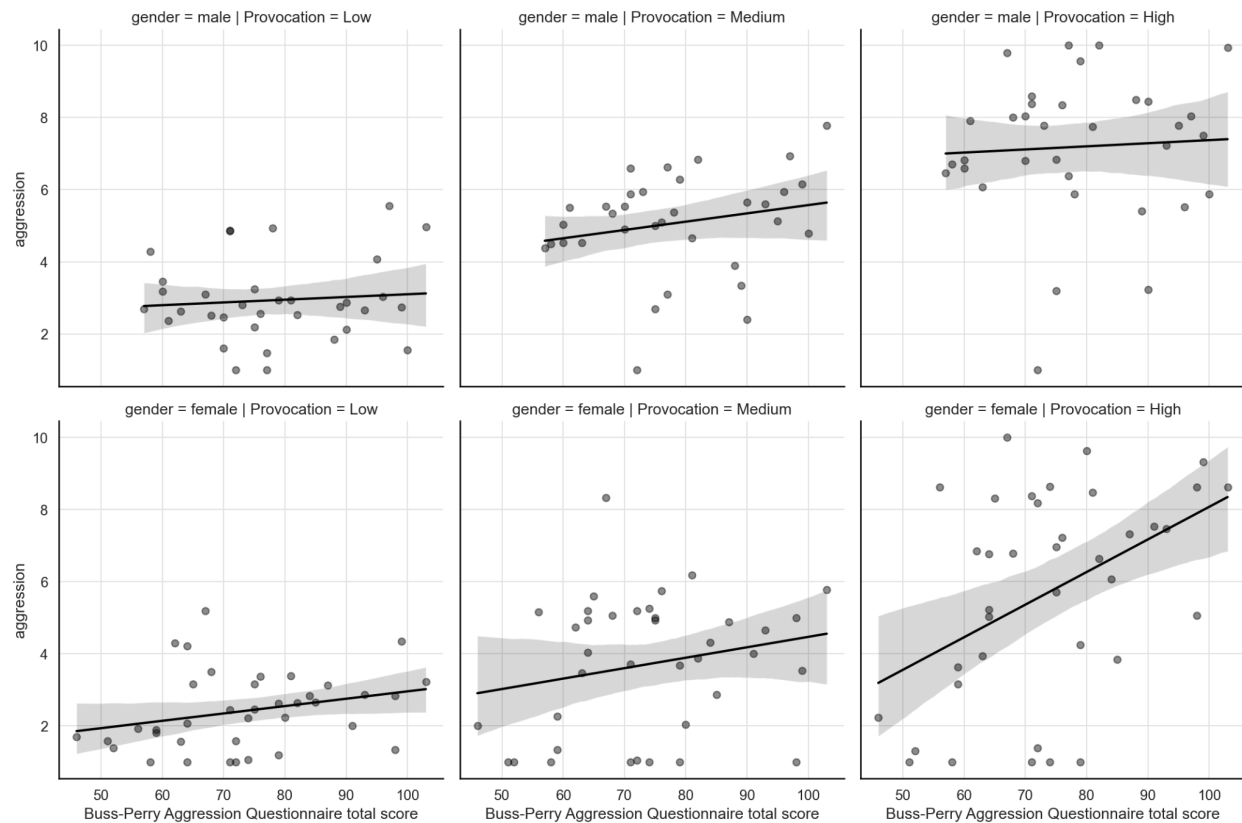 gender = male | Provocation = Low
gender = male | Provocation = Medium
gender = male | Provocation = High
10
8
6
4
2
aggression
gender = female | Provocation = Low
gender = female | Provocation = Medium
gender = female | Provocation = High
10
8
6
4
2
aggression
50 60 70 80 90 100
50 60 70 80 90 100
50 60 70 80 90 100
Buss-Perry Aggression Questionnaire total score
Buss-Perry Aggression Questionnaire total score
Buss-Perry Aggression Questionnaire total score